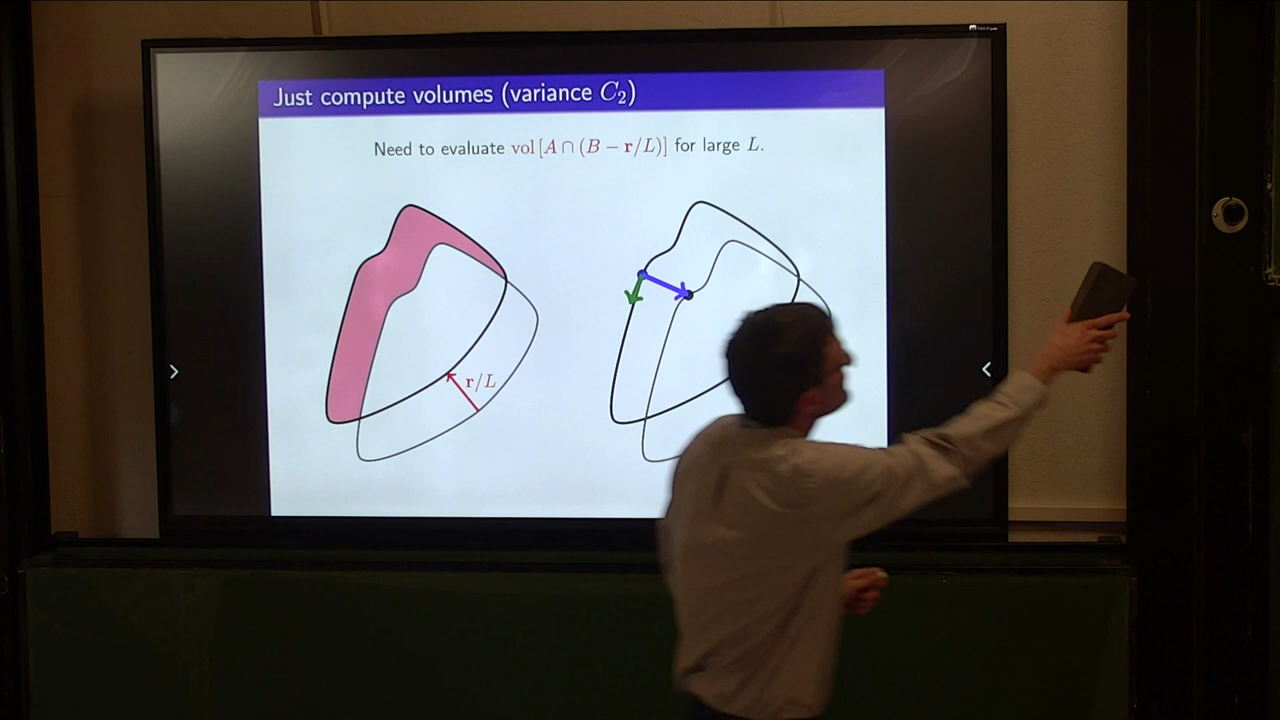 Just compute volumes (variance C₂)
Need to evaluate vol [A ∩ (B − r/L)] for large L.
r/L